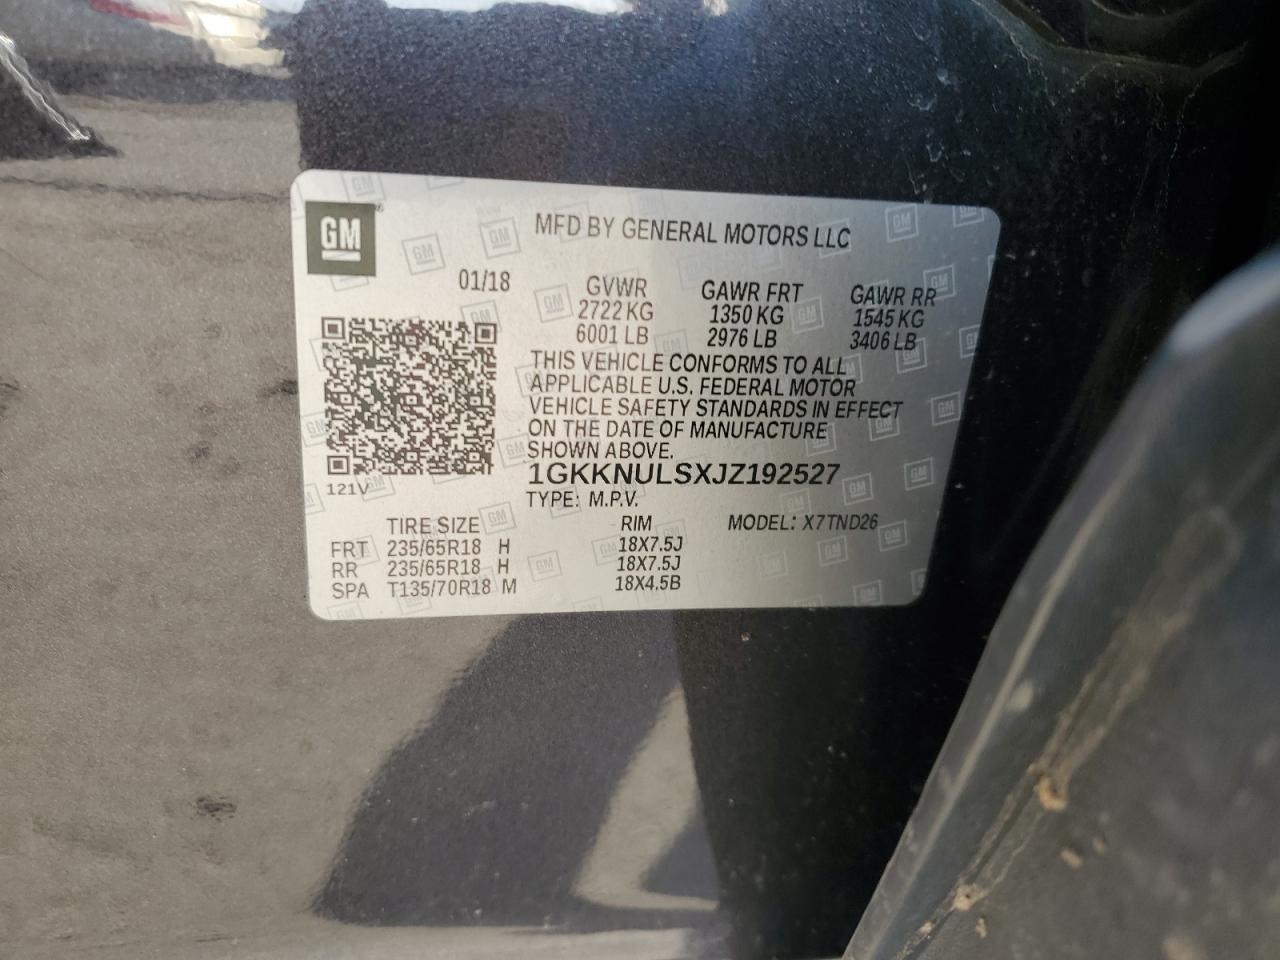 GM
MFD BY GENERAL MOTORS LLC
01/18
GVWR GAWR FRT GAWR RR
2722 KG 1350 KG 1545 KG
6001 LB 2976 LB 3406 LB
THIS VEHICLE CONFORMS TO ALL
APPLICABLE U.S. FEDERAL MOTOR
VEHICLE SAFETY STANDARDS IN EFFECT
ON THE DATE OF MANUFACTURE
SHOWN ABOVE.
1GKKNULSXJZ192527
121V
TYPE: M.P.V.
TIRE SIZE RIM MODEL: X7TND26
FRT 235/65R18 H 18X7.5J
RR 235/65R18 H 18X7.5J
SPA T135/70R18 M 18X4.5B